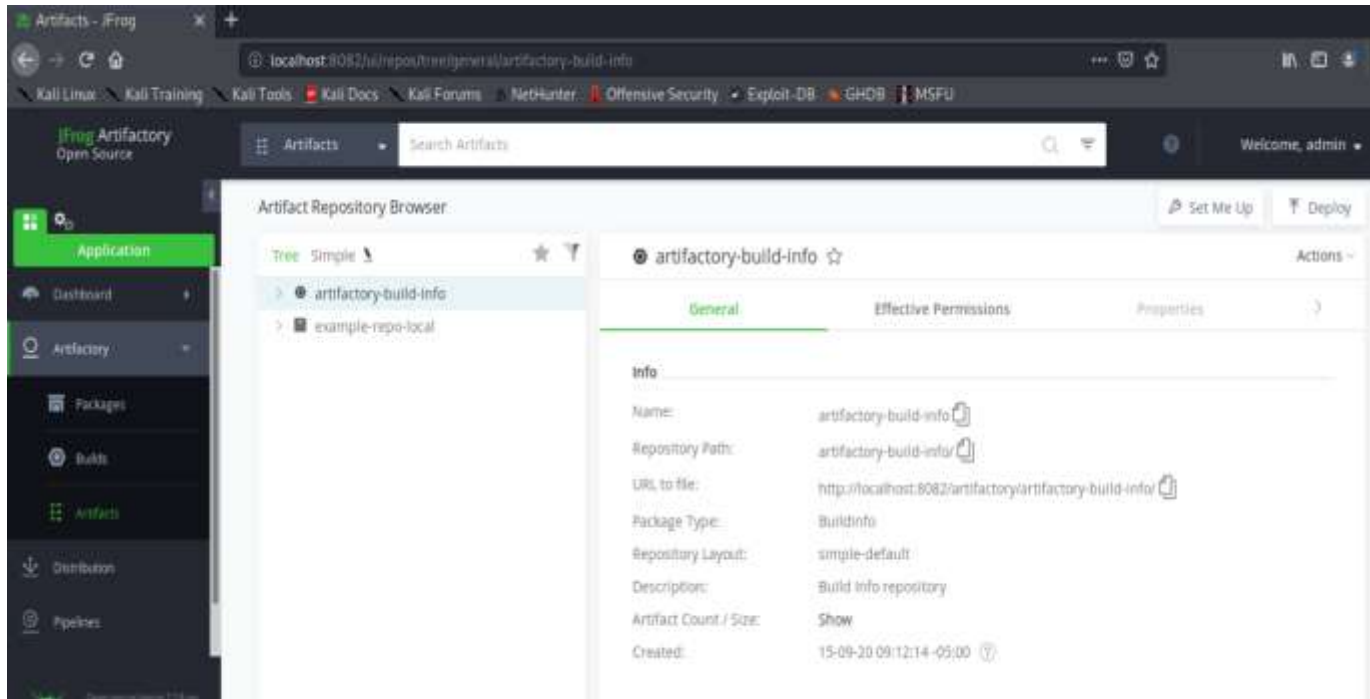 Artifacts - JFrog
localhost:8082/ui/repos/tree/general/artifactory-build-info
Kali Linux Kali Training Kali Tools Kali Docs Kali Forums NetHunter Offensive Security Exploit-DB GHDB MSFU
JFrog Artifactory
Open Source
Artifacts
Search Artifacts
Welcome, admin
Artifact Repository Browser
Set Me Up
Deploy
Application
Tree Simple
artifactory-build-info
Actions
Dashboard
artifactory-build-info
General
Effective Permissions
Properties
example-repo-local
Artifactory
Info
Packages
Name: artifactory-build-info
Repository Path: artifactory-build-info/
Builds
URL to file: http://localhost:8082/artifactory/artifactory-build-info/
Artifacts
Package Type: BuildInfo
Repository Layout: simple-default
Distribution
Description: Build Info repository
Pipelines
Artifact Count / Size: Show
Created: 15-09-20 09:12:14 -05:00